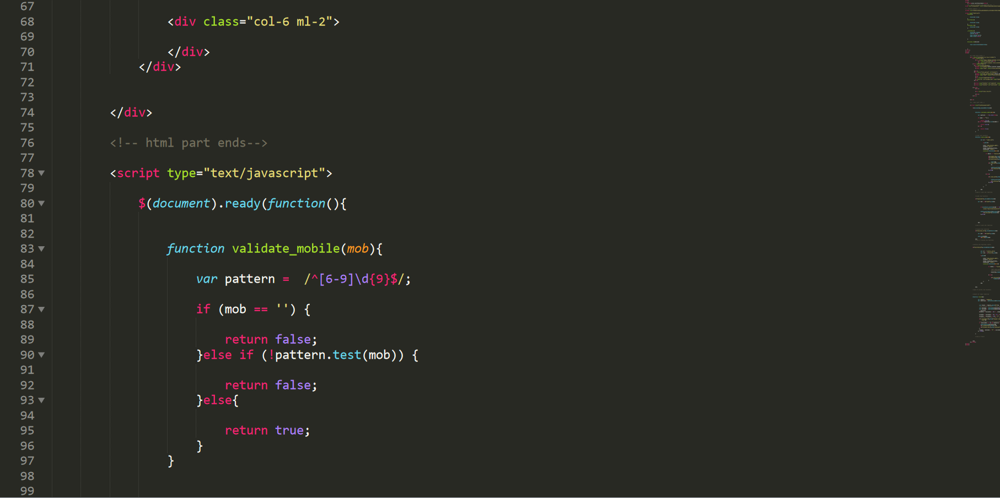 67
68 <div class="col-6 ml-2">
69
70 </div>
71 </div>
72
73
74 </div>
75
76 <!-- html part ends-->
77
78 <script type="text/javascript">
79
80 $(document).ready(function(){
81
82
83 function validate_mobile(mob){
84
85 var pattern =  /^[6-9]\d{9}$/;
86
87 if (mob == '') {
88
89 return false;
90 }else if (!pattern.test(mob)) {
91
92 return false;
93 }else{
94
95 return true;
96 }
97 }
98
99